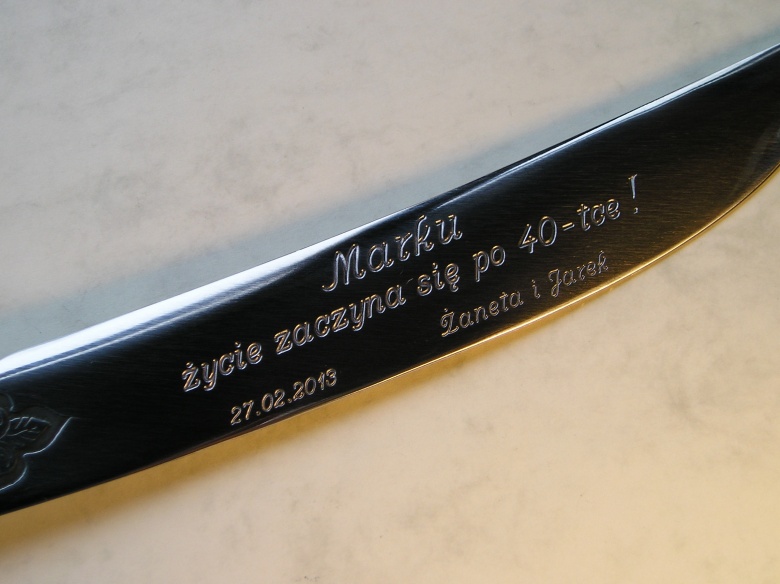 Marku
życie zaczyna się po 40-tce !
Żaneta i Jarek
27.02.2013